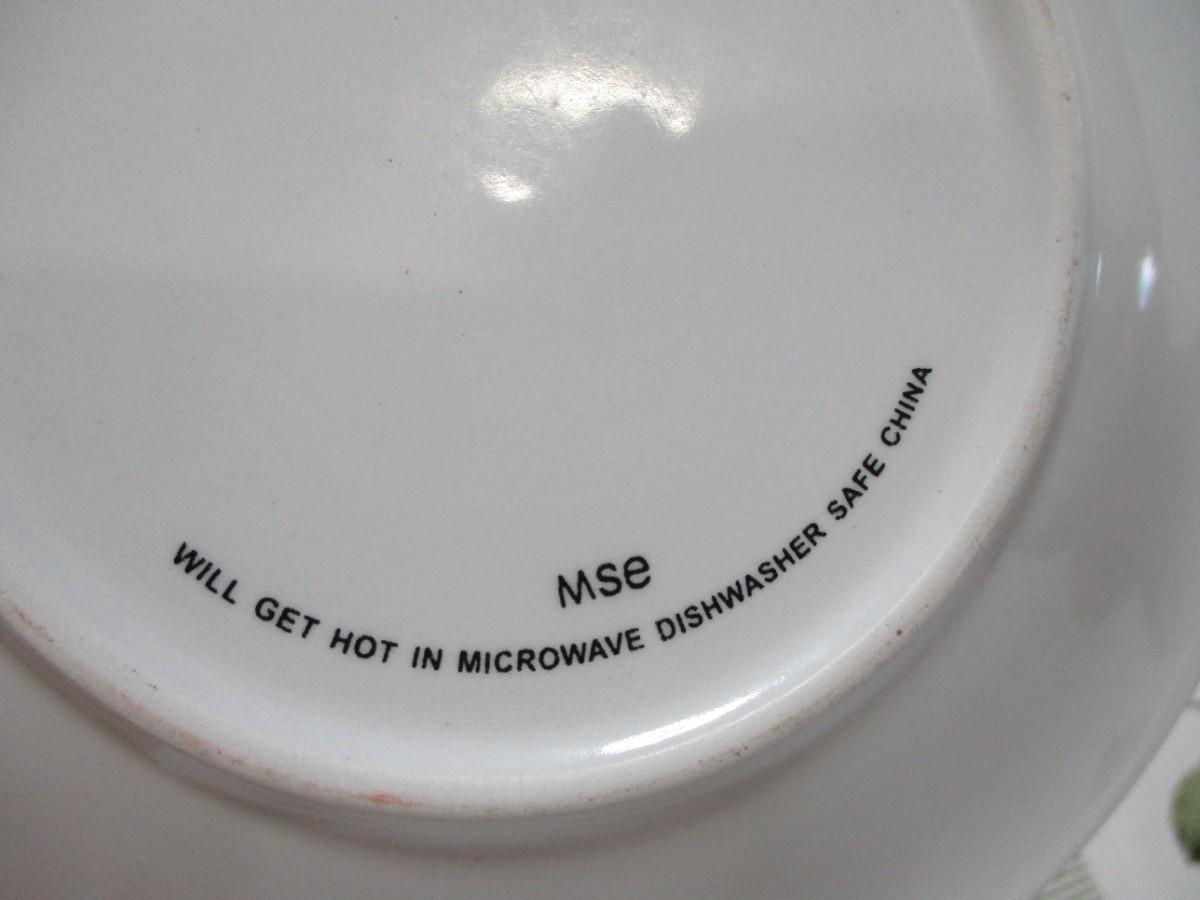 MSe
WILL GET HOT IN MICROWAVE DISHWASHER SAFE CHINA